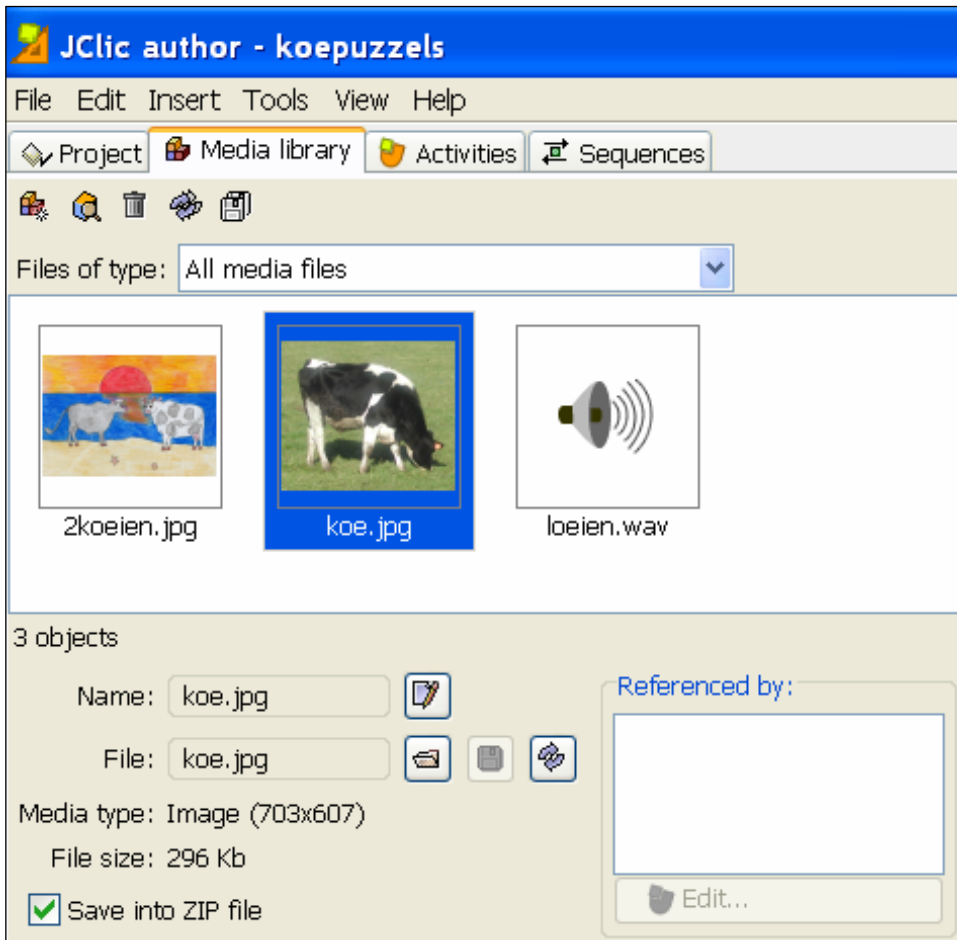 JClic author - koepuzzels
File Edit Insert Tools View Help
Project Media library Activities Sequences
Files of type: All media files
2koeien.jpg koe.jpg loeien.wav
3 objects
Name: koe.jpg
Referenced by:
File: koe.jpg
Media type: Image (703x607)
File size: 296 Kb
Edit...
Save into ZIP file